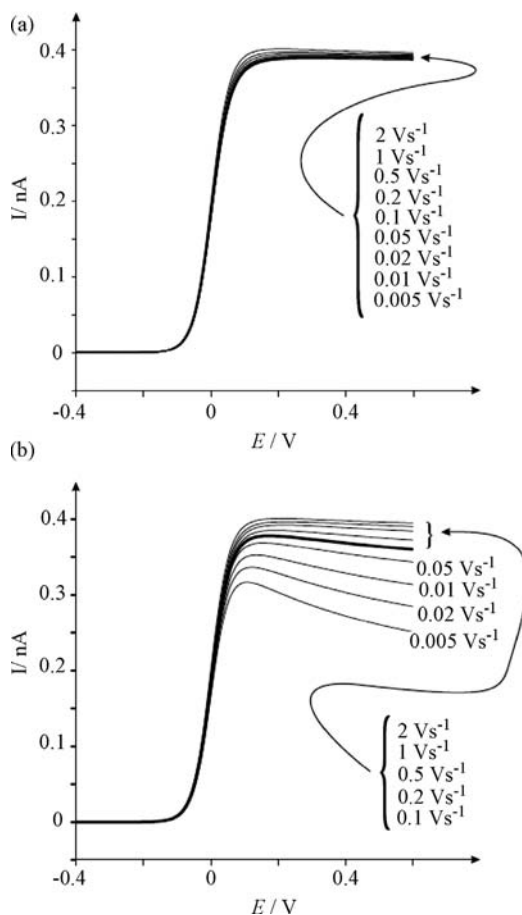 (a)
0.4
0.3
0.2
0.1
0
I/ nA
2 Vs⁻¹
1 Vs⁻¹
0.5 Vs⁻¹
0.2 Vs⁻¹
0.1 Vs⁻¹
0.05 Vs⁻¹
0.02 Vs⁻¹
0.01 Vs⁻¹
0.005 Vs⁻¹
-0.4 0 0.4
E / V
(b)
0.4
0.3
0.2
0.1
0
I/ nA
0.05 Vs⁻¹
0.01 Vs⁻¹
0.02 Vs⁻¹
0.005 Vs⁻¹
2 Vs⁻¹
1 Vs⁻¹
0.5 Vs⁻¹
0.2 Vs⁻¹
0.1 Vs⁻¹
-0.4 0 0.4
E / V